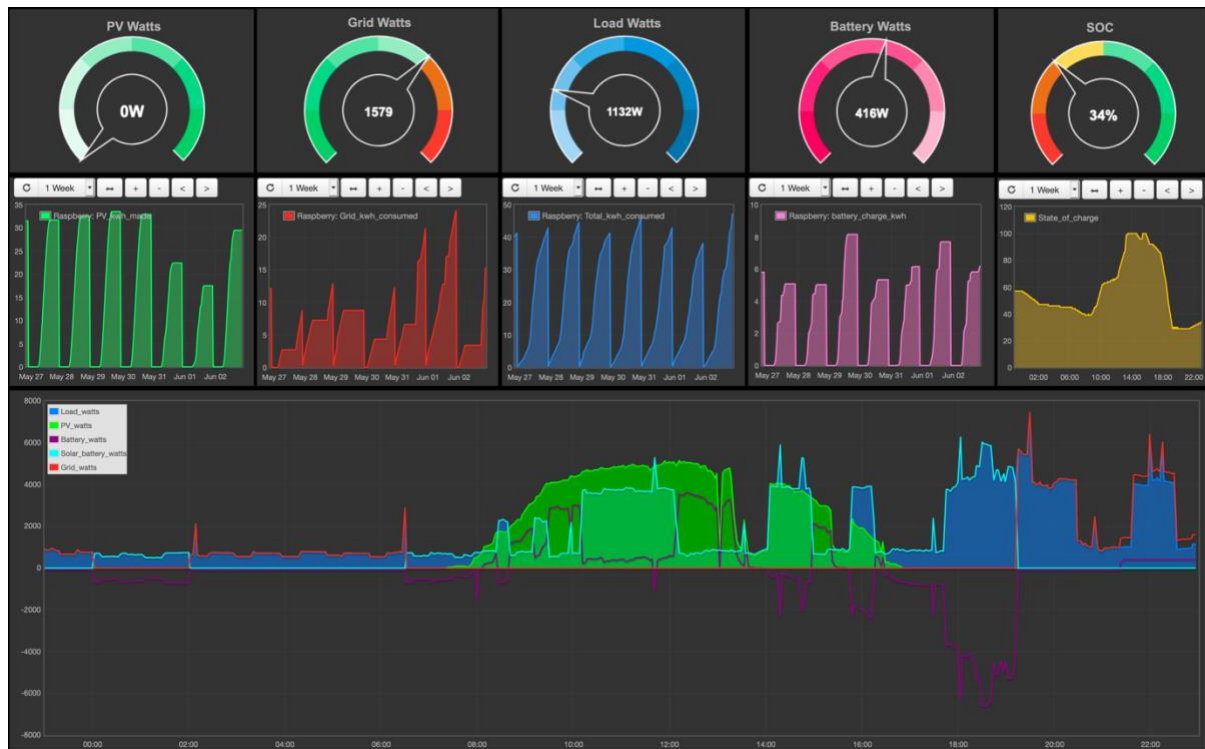 PV Watts
Grid Watts
Load Watts
Battery Watts
SOC
0W
1579
1132W
416W
34%
1 Week + - < >
1 Week + - < >
1 Week + - < >
1 Week + - < >
1 Week + - < >
Raspberry: PV_kwh_made
35
30
25
20
15
10
5
0
May 27 May 28 May 29 May 30 May 31 Jun 01 Jun 02
Raspberry: Grid_kwh_consumed
25
20
15
10
5
0
May 27 May 28 May 29 May 30 May 31 Jun 01 Jun 02
Raspberry: Total_kwh_consumed
50
40
30
20
10
0
May 27 May 28 May 29 May 30 May 31 Jun 01 Jun 02
Raspberry: battery_charge_kwh
10
8
6
4
2
0
May 27 May 28 May 29 May 30 May 31 Jun 01 Jun 02
State_of_charge
120
100
80
60
40
20
0
02:00 06:00 10:00 14:00 18:00 22:00
Load_watts
PV_watts
Battery_watts
Solar_battery_watts
Grid_watts
8000
6000
4000
2000
0
-2000
-4000
-6000
-8000
00:00 02:00 04:00 06:00 08:00 10:00 12:00 14:00 16:00 18:00 20:00 22:00